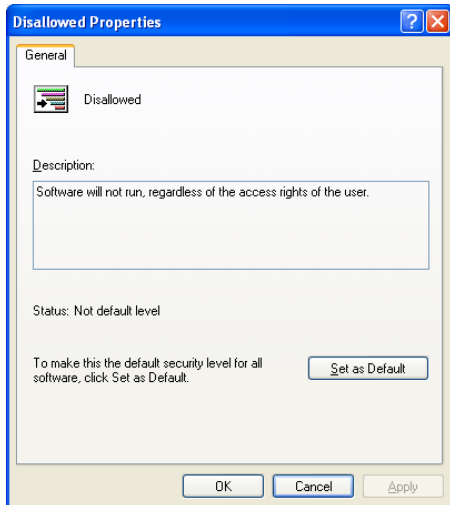 Disallowed Properties
General
Disallowed
Description:
Software will not run, regardless of the access rights of the user.
Status: Not default level
To make this the default security level for all
software, click Set as Default.
Set as Default
OK
Cancel
Apply